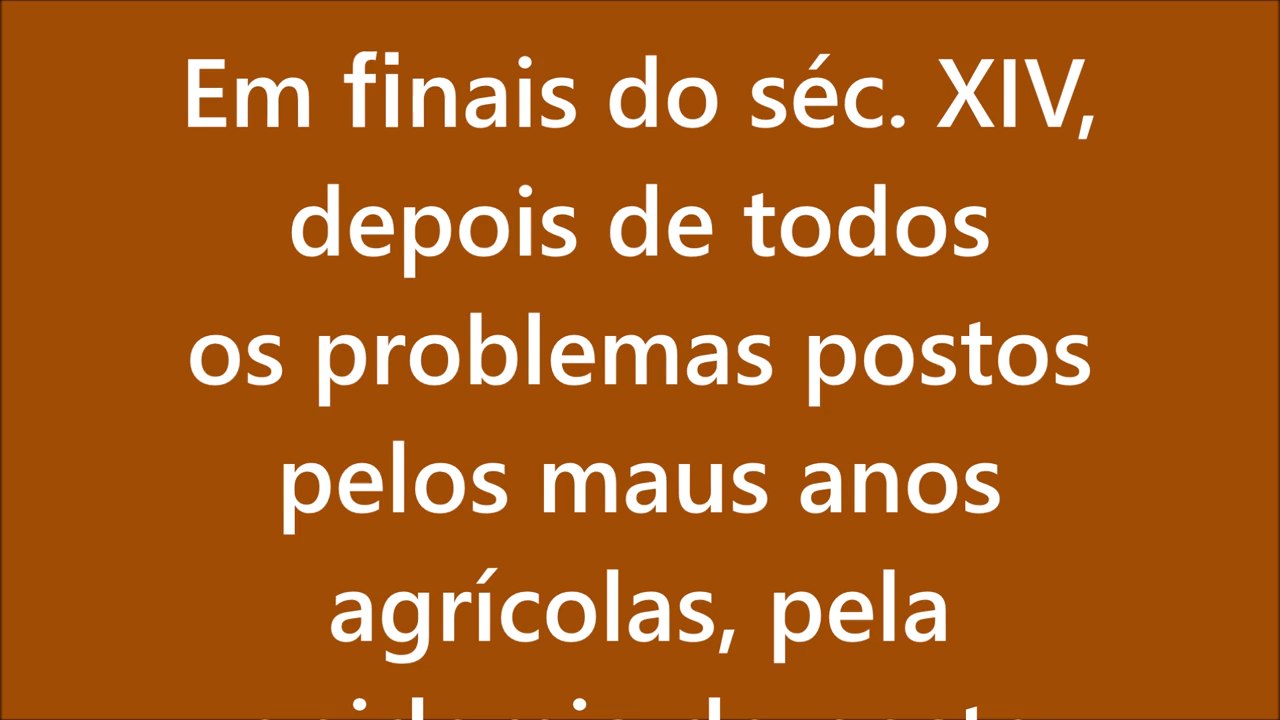 Em finais do séc. XIV,
depois de todos
os problemas postos
pelos maus anos
agrícolas, pela